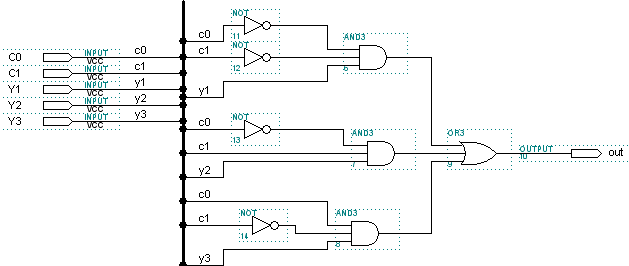 NOT
c0
11
AND3
NOT
c1
12
6
y1
C0 INPUT VCC c0
C1 INPUT VCC c1
Y1 INPUT VCC y1
Y2 INPUT VCC y2
Y3 INPUT VCC y3
NOT
c0
13
AND3
OR3
c1
7
9
OUTPUT
10
out
y2
c0
NOT
AND3
c1
14
8
y3